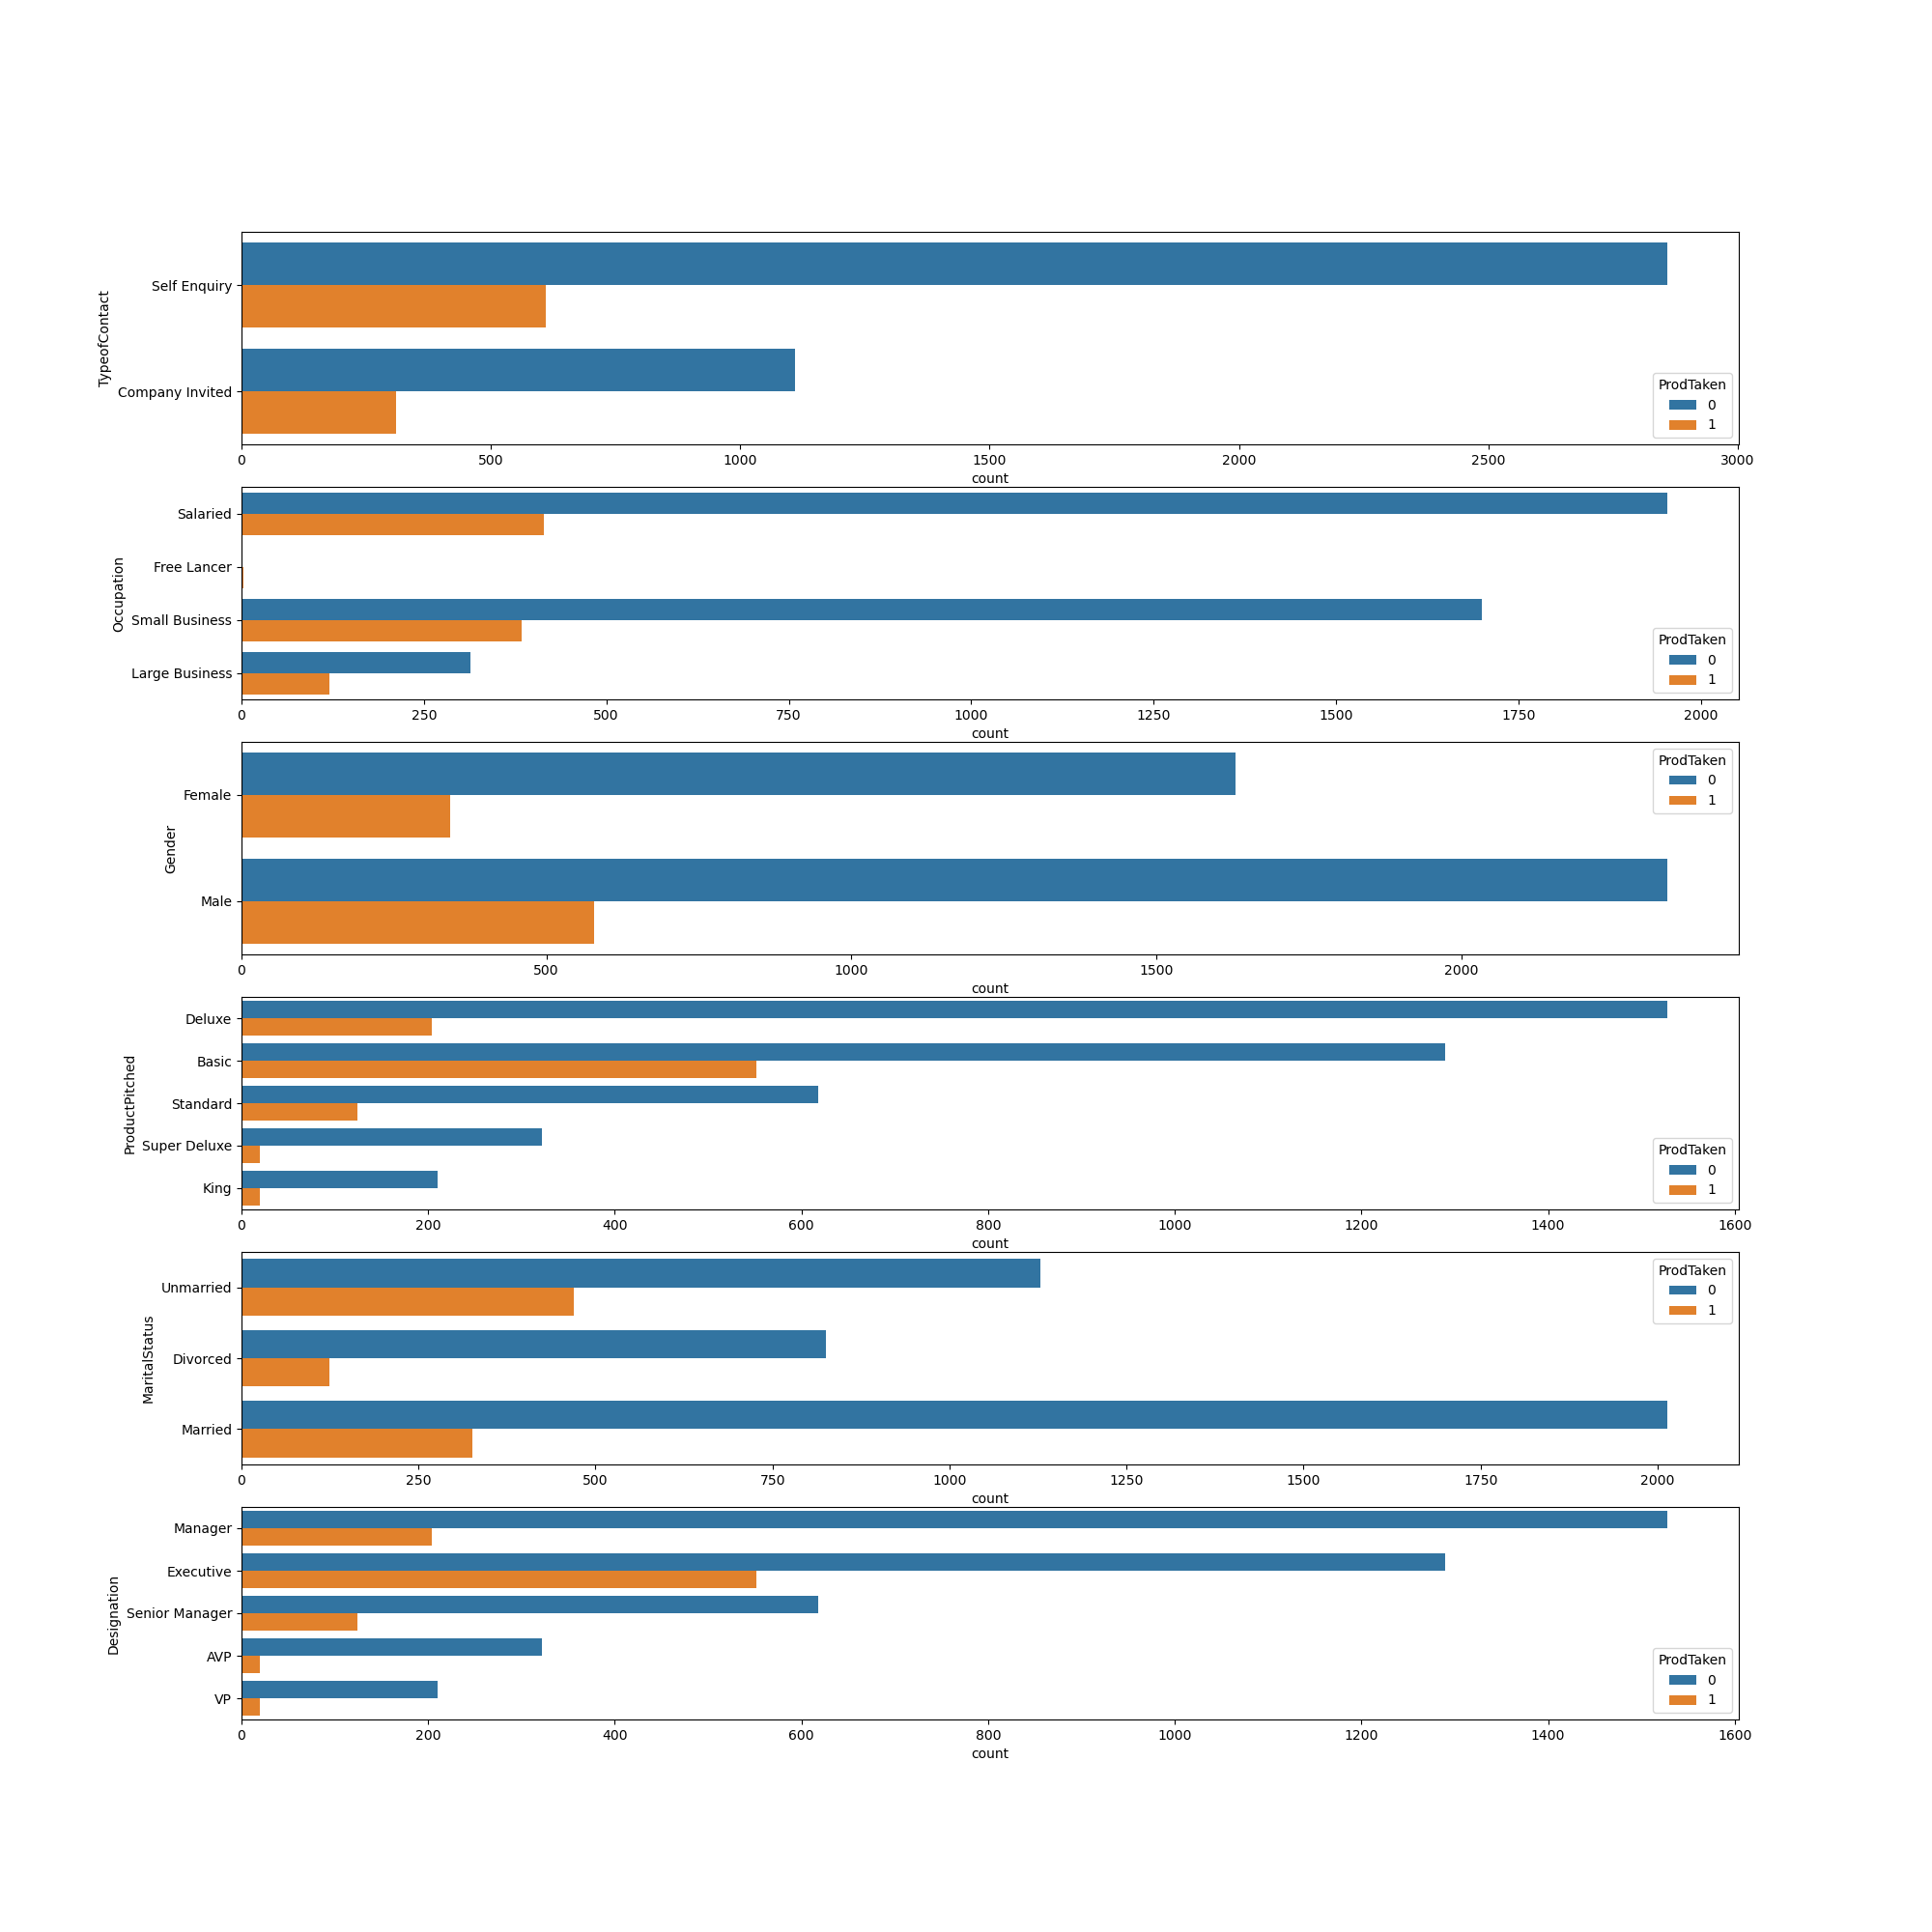 TypeofContact
Self Enquiry
Company Invited
ProdTaken
0
1
0 500 1000 1500 2000 2500 3000
count
Occupation
Salaried
Free Lancer
Small Business
Large Business
ProdTaken
0
1
0 250 500 750 1000 1250 1500 1750 2000
count
Gender
Female
Male
ProdTaken
0
1
0 500 1000 1500 2000
count
ProductPitched
Deluxe
Basic
Standard
Super Deluxe
King
ProdTaken
0
1
0 200 400 600 800 1000 1200 1400 1600
count
MaritalStatus
Unmarried
Divorced
Married
ProdTaken
0
1
0 250 500 750 1000 1250 1500 1750 2000
count
Designation
Manager
Executive
Senior Manager
AVP
VP
ProdTaken
0
1
0 200 400 600 800 1000 1200 1400 1600
count